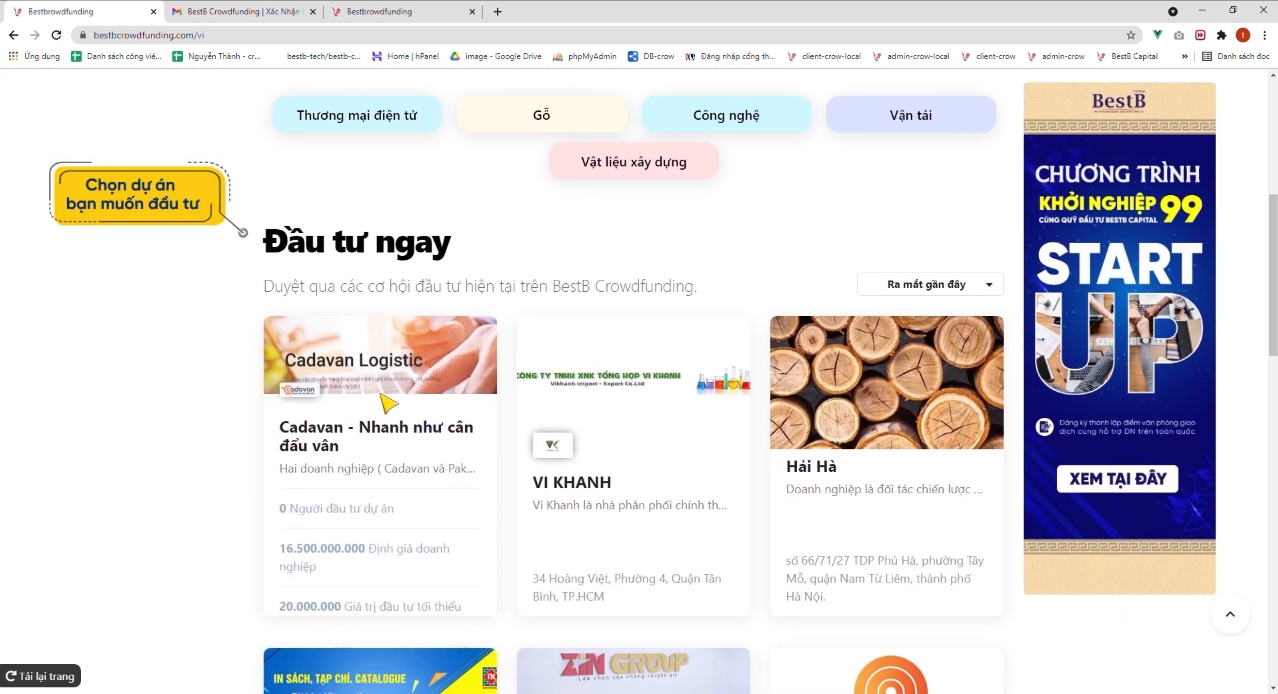 Bestbrowdfunding
BestB Crowdfunding | Xác Nhận
Bestbrowdfunding
bestbcrowdfunding.com/vi
Ứng dụng
Danh sách công viê...
Nguyễn Thành - cr...
bestb-tech/bestb-c...
Home | hPanel
image - Google Drive
phpMyAdmin
DB-crow
Đăng nhập cổng th...
client-crow-local
admin-crow-local
client-crow
admin-crow
BestB Capital
»
Danh sách đọc
Thương mại điện tử
Gỗ
Công nghệ
Vận tải
Vật liệu xây dựng
Chọn dự án
bạn muốn đầu tư
Đầu tư ngay
Duyệt qua các cơ hội đầu tư hiện tại trên BestB Crowdfunding.
Ra mắt gần đây
Cadavan Logistic
Cadavan
Cadavan - Nhanh như cân
đẩu vân
Hai doanh nghiệp ( Cadavan và Pak...
0 Người đầu tư dự án
16.500.000.000 Định giá doanh
nghiệp
20.000.000 Giá trị đầu tư tối thiểu
CÔNG TY TNHH XNK TỔNG HỢP VI KHANH
Vikhanh Import - Export Co.Ltd
VK
VI KHANH
Vi Khanh là nhà phân phối chính th...
34 Hoàng Việt, Phường 4, Quận Tân
Bình, TP.HCM
Hải Hà
Doanh nghiệp là đối tác chiến lược ...
số 66/71/27 TDP Phú Hà, phường Tây
Mỗ, quận Nam Từ Liêm, thành phố
Hà Nội.
IN SÁCH, TẠP CHÍ. CATALOGUE
ZIN GROUP
Lựa chọn của những chuyên gia
BestB
CHƯƠNG TRÌNH
KHỞI NGHIỆP 99
CÙNG QUỸ ĐẦU TƯ BESTB CAPITAL
START
UP
Đăng ký thành lập điểm văn phòng giao
dịch cùng hỗ trợ DN trên toàn quốc
XEM TẠI ĐÂY
Tải lại trang